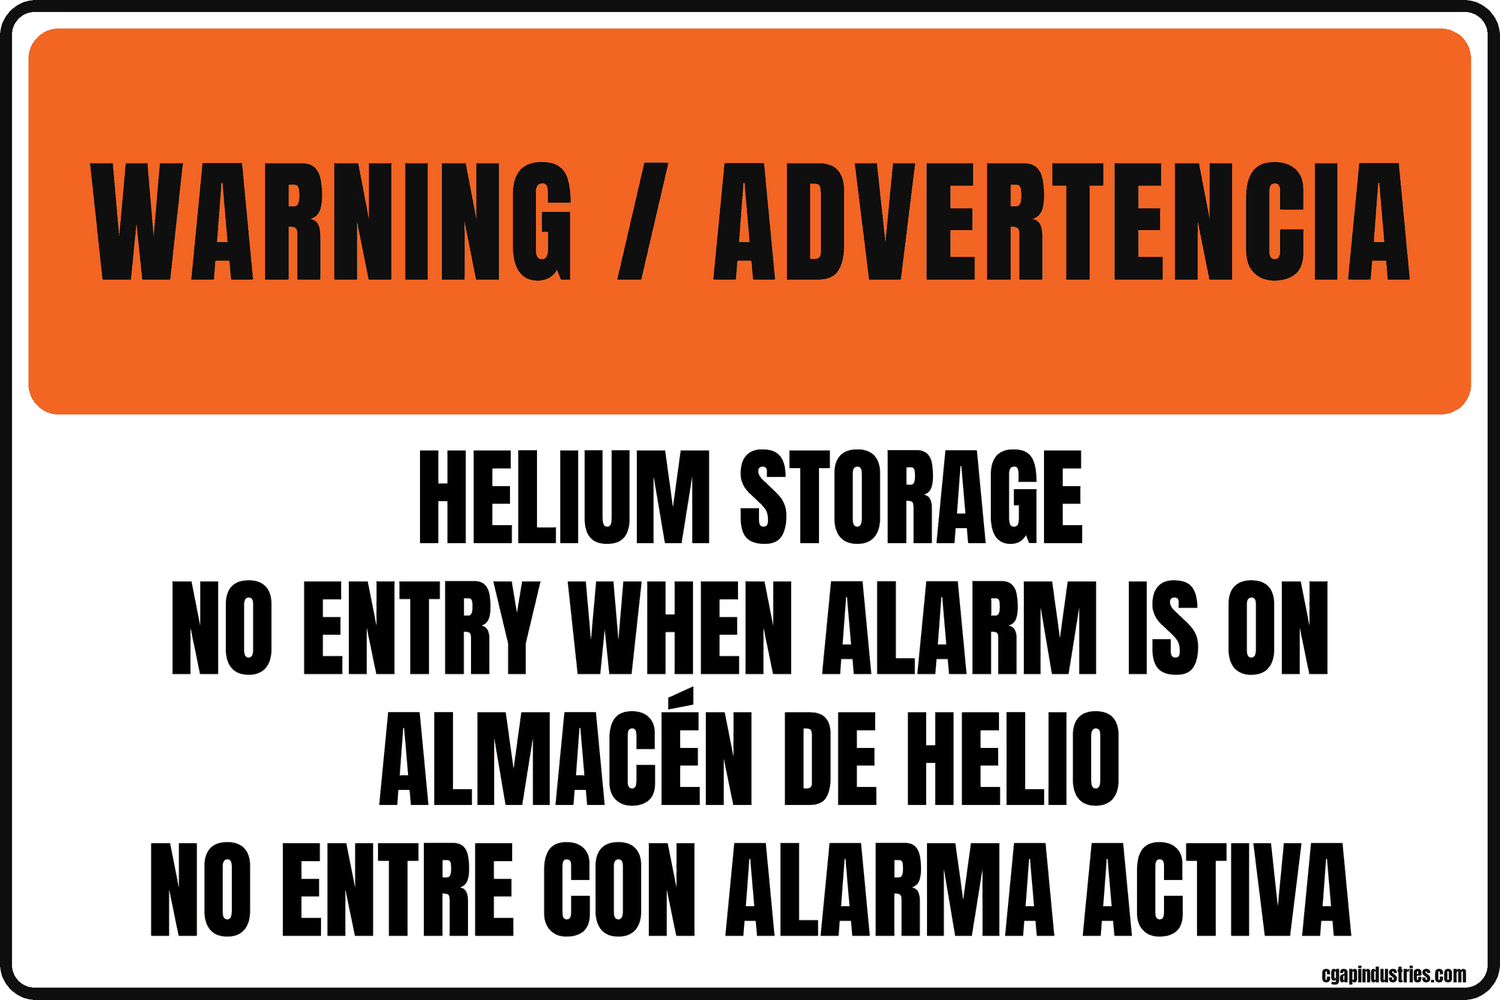 WARNING / ADVERTENCIA
HELIUM STORAGE
NO ENTRY WHEN ALARM IS ON
ALMACÉN DE HELIO
NO ENTRE CON ALARMA ACTIVA
cgapindustries.com